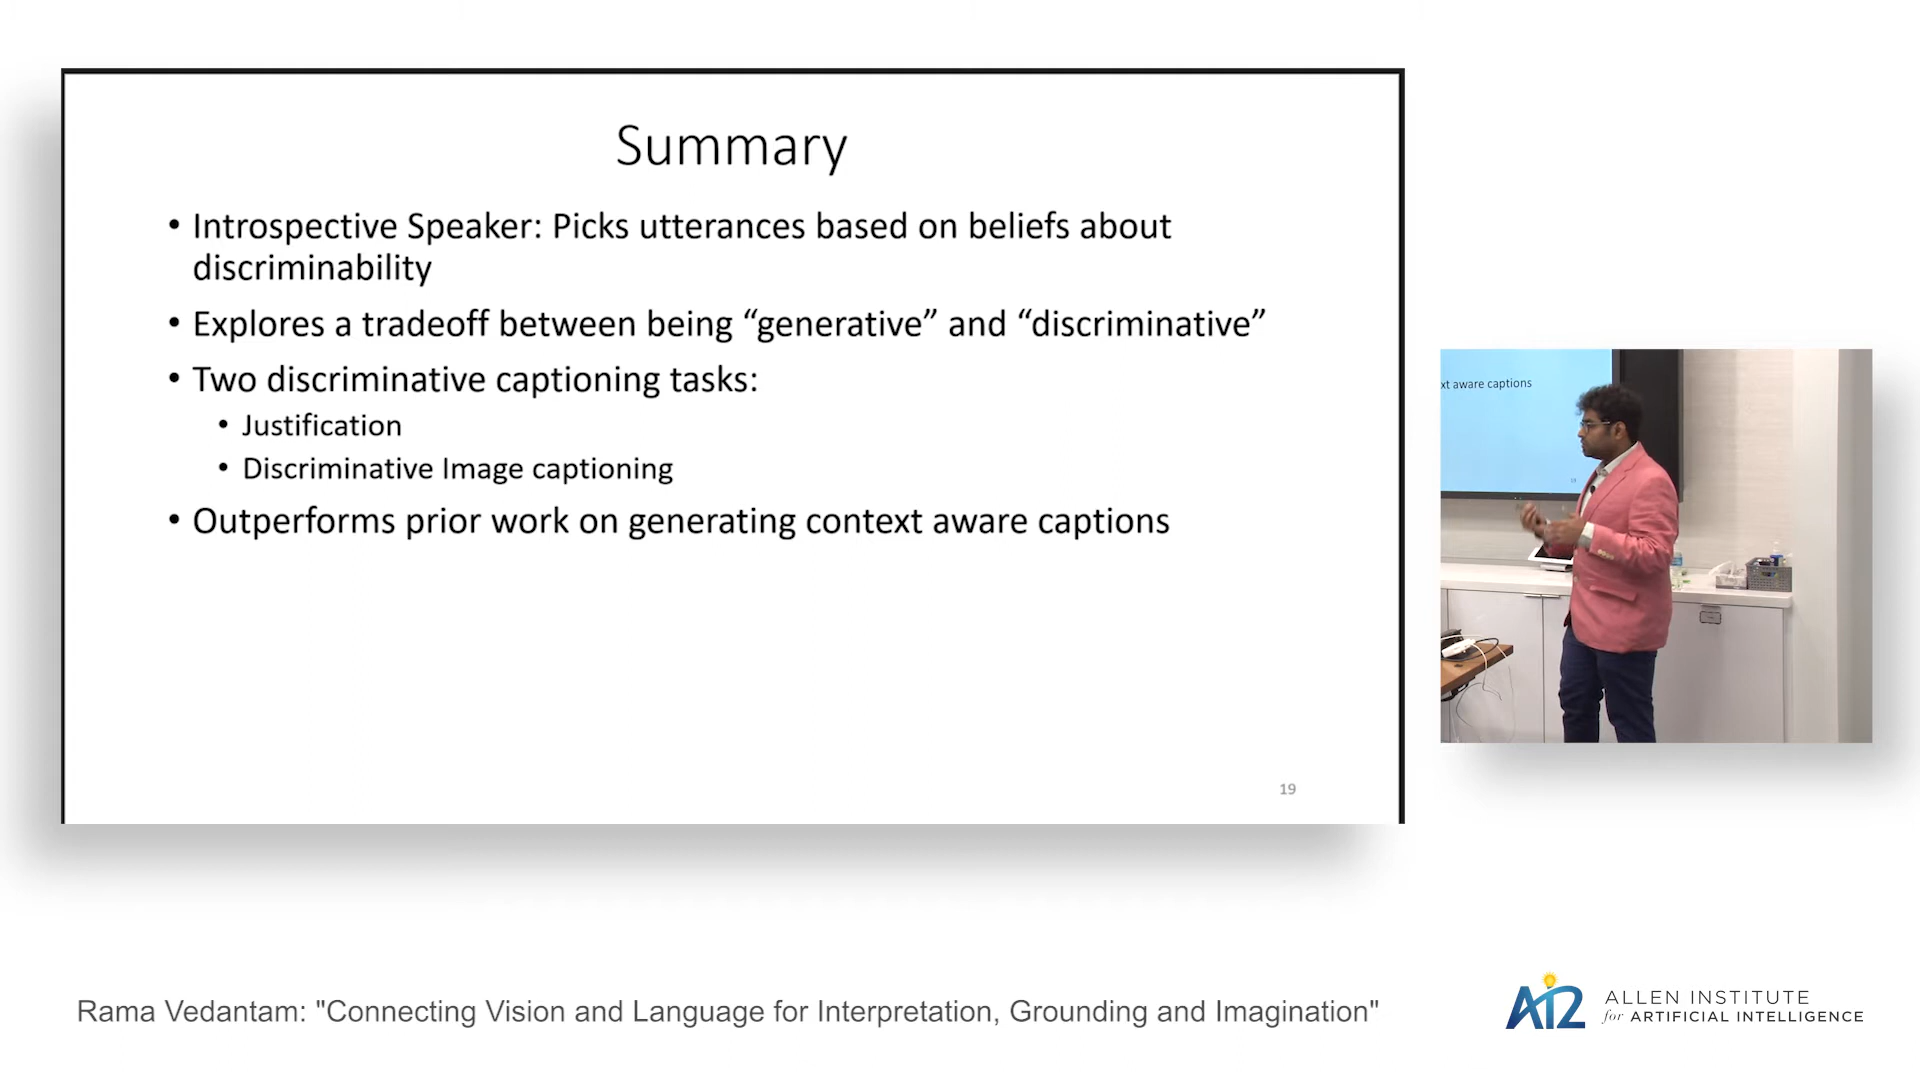 Summary
• Introspective Speaker: Picks utterances based on beliefs about
discriminability
• Explores a tradeoff between being “generative” and “discriminative”
• Two discriminative captioning tasks:
• Justification
• Discriminative Image captioning
• Outperforms prior work on generating context aware captions
19
xt aware captions
19
Rama Vedantam: "Connecting Vision and Language for Interpretation, Grounding and Imagination"
AI2
ALLEN INSTITUTE
for ARTIFICIAL INTELLIGENCE